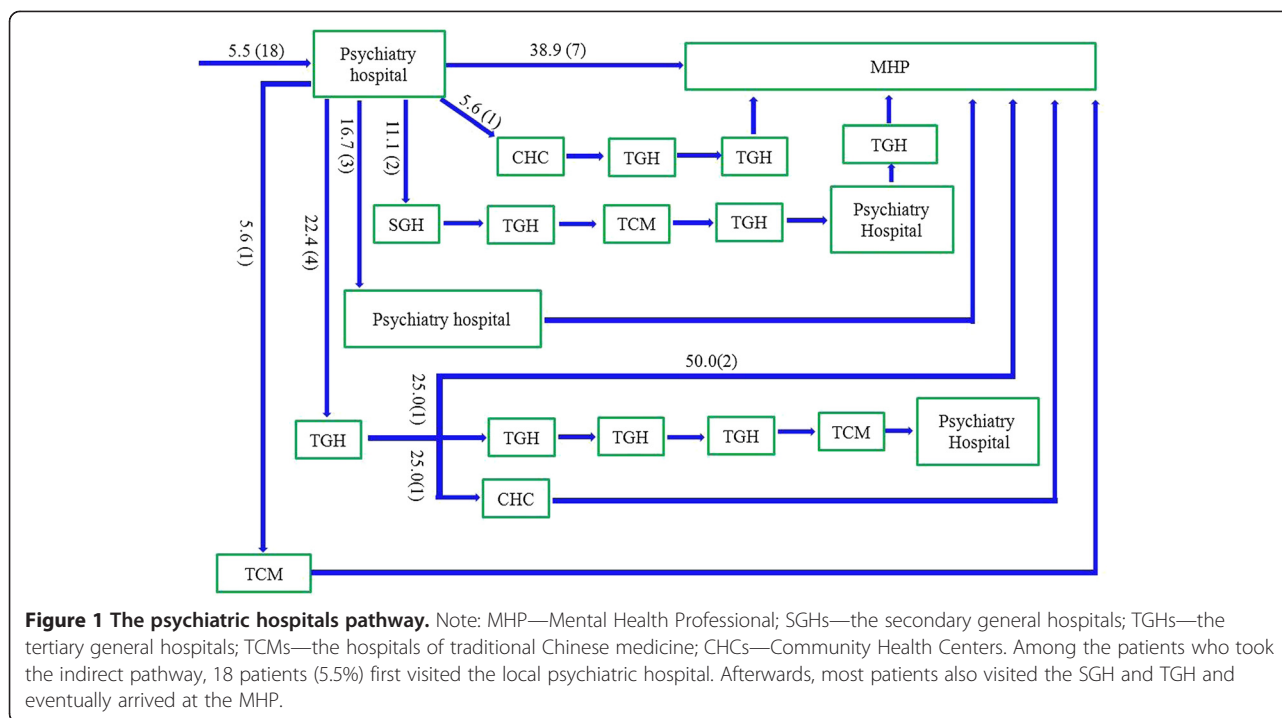 5.5 (18)
Psychiatry
hospital
38.9 (7)
MHP
5.6 (1)
11.1 (2)
16.7 (3)
22.4 (4)
5.6 (1)
CHC
TGH
TGH
TGH
SGH
TGH
TCM
TGH
Psychiatry
Hospital
Psychiatry hospital
50.0(2)
25.0(1)
TGH
TGH
TGH
TGH
TCM
Psychiatry
Hospital
25.0(1)
CHC
TCM
Figure 1 The psychiatric hospitals pathway. Note: MHP—Mental Health Professional; SGHs—the secondary general hospitals; TGHs—the
tertiary general hospitals; TCMs—the hospitals of traditional Chinese medicine; CHCs—Community Health Centers. Among the patients who took
the indirect pathway, 18 patients (5.5%) first visited the local psychiatric hospital. Afterwards, most patients also visited the SGH and TGH and
eventually arrived at the MHP.